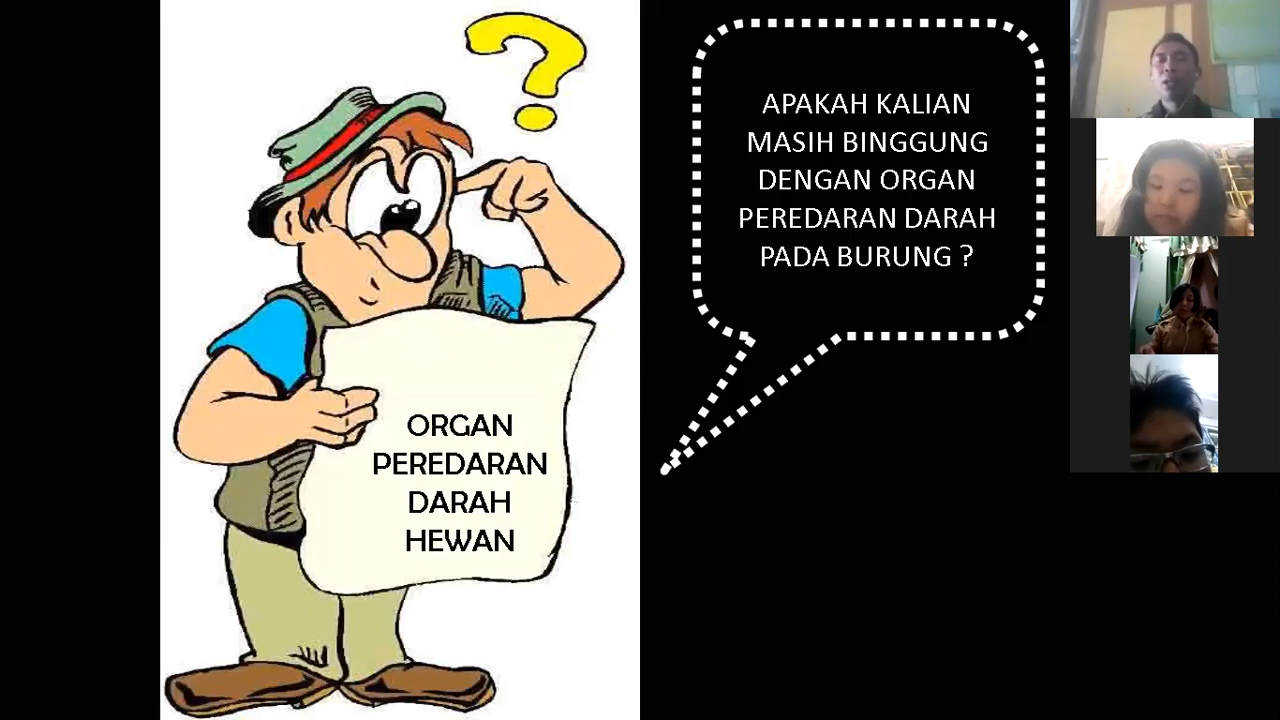 APAKAH KALIAN
MASIH BINGGUNG
DENGAN ORGAN
PEREDARAN DARAH
PADA BURUNG ?
ORGAN
PEREDARAN
DARAH
HEWAN